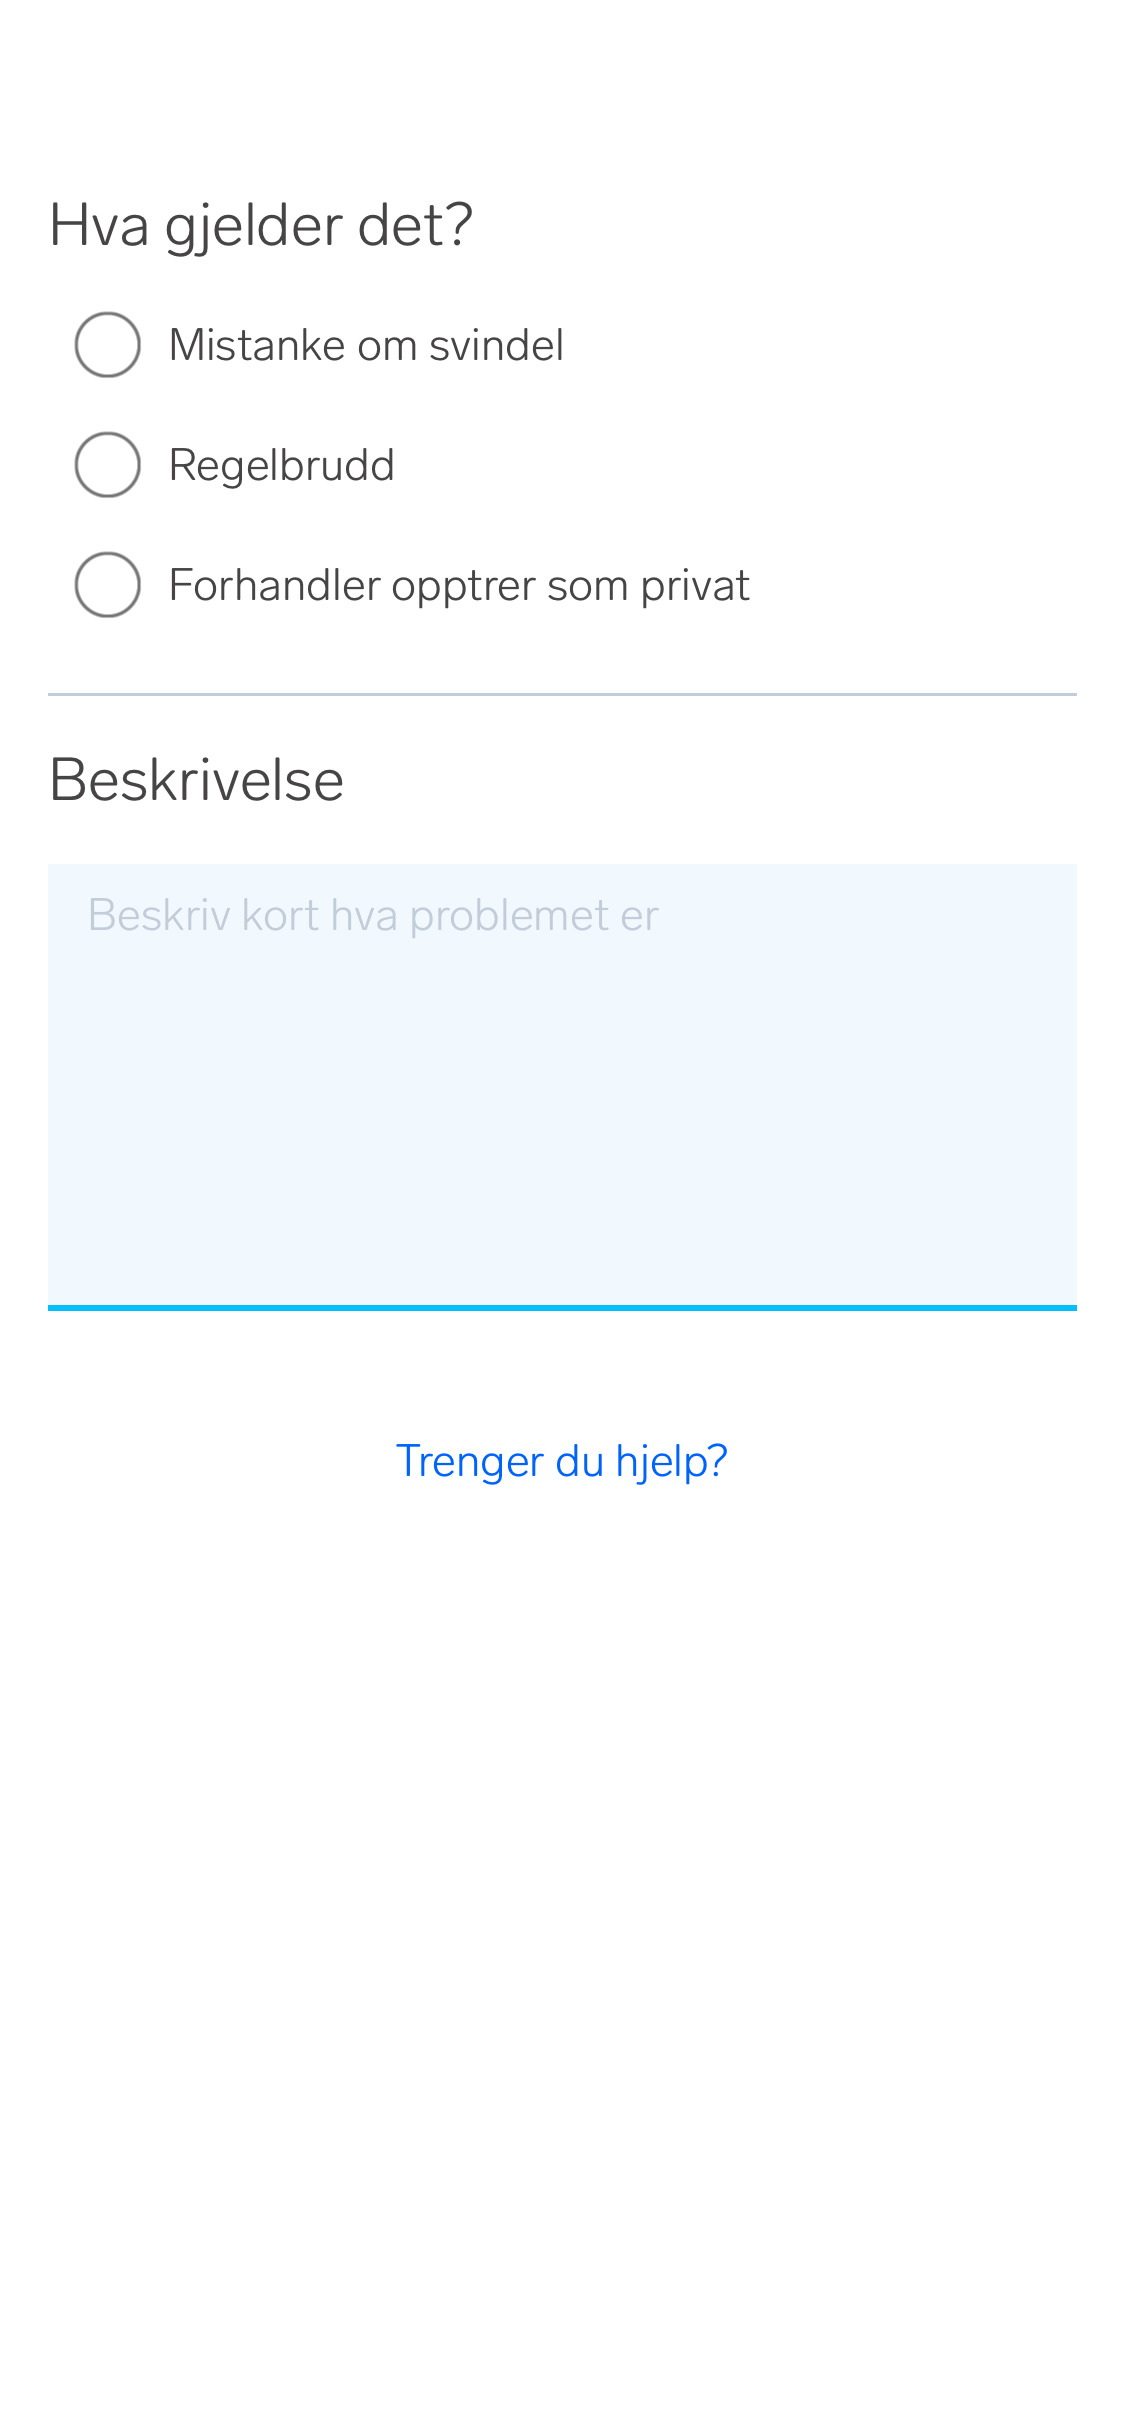 Hva gjelder det?
Mistanke om svindel
Regelbrudd
Forhandler opptrer som privat
Beskrivelse
Beskriv kort hva problemet er
Trenger du hjelp?